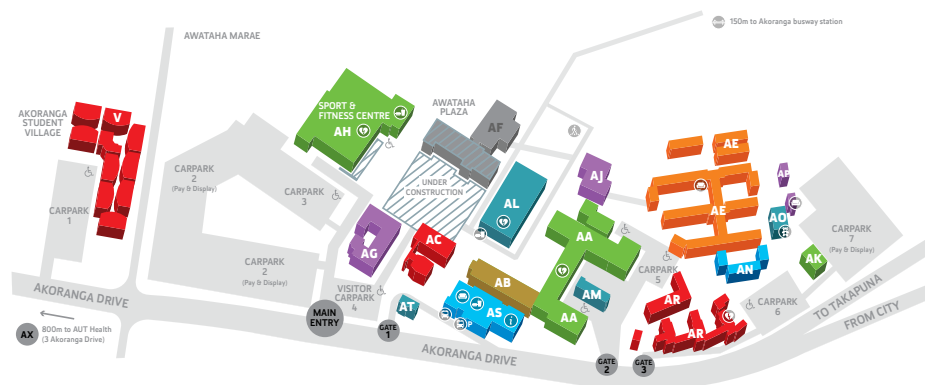 150m to Akoranga busway station
AWATAHA MARAE
AKORANGA
STUDENT
VILLAGE
V
SPORT &
FITNESS CENTRE
AH
AWATAHA
PLAZA
AF
AE
CARPARK
2
(Pay & Display)
CARPARK
1
CARPARK
3
UNDER
CONSTRUCTION
AL
AJ
AE
AP
AO
CARPARK
7
(Pay & Display)
AG
AC
AA
AK
CARPARK
2
(Pay & Display)
CARPARK
5
AN
AB
AM
VISITOR
CARPARK
4
AT
AS
P
AA
AR
AR
CARPARK
6
AKORANGA DRIVE
MAIN
ENTRY
GATE
1
AX
800m to AUT Health
(3 Akoranga Drive)
AKORANGA DRIVE
GATE
2
GATE
3
TO TAKAPUNA
FROM CITY